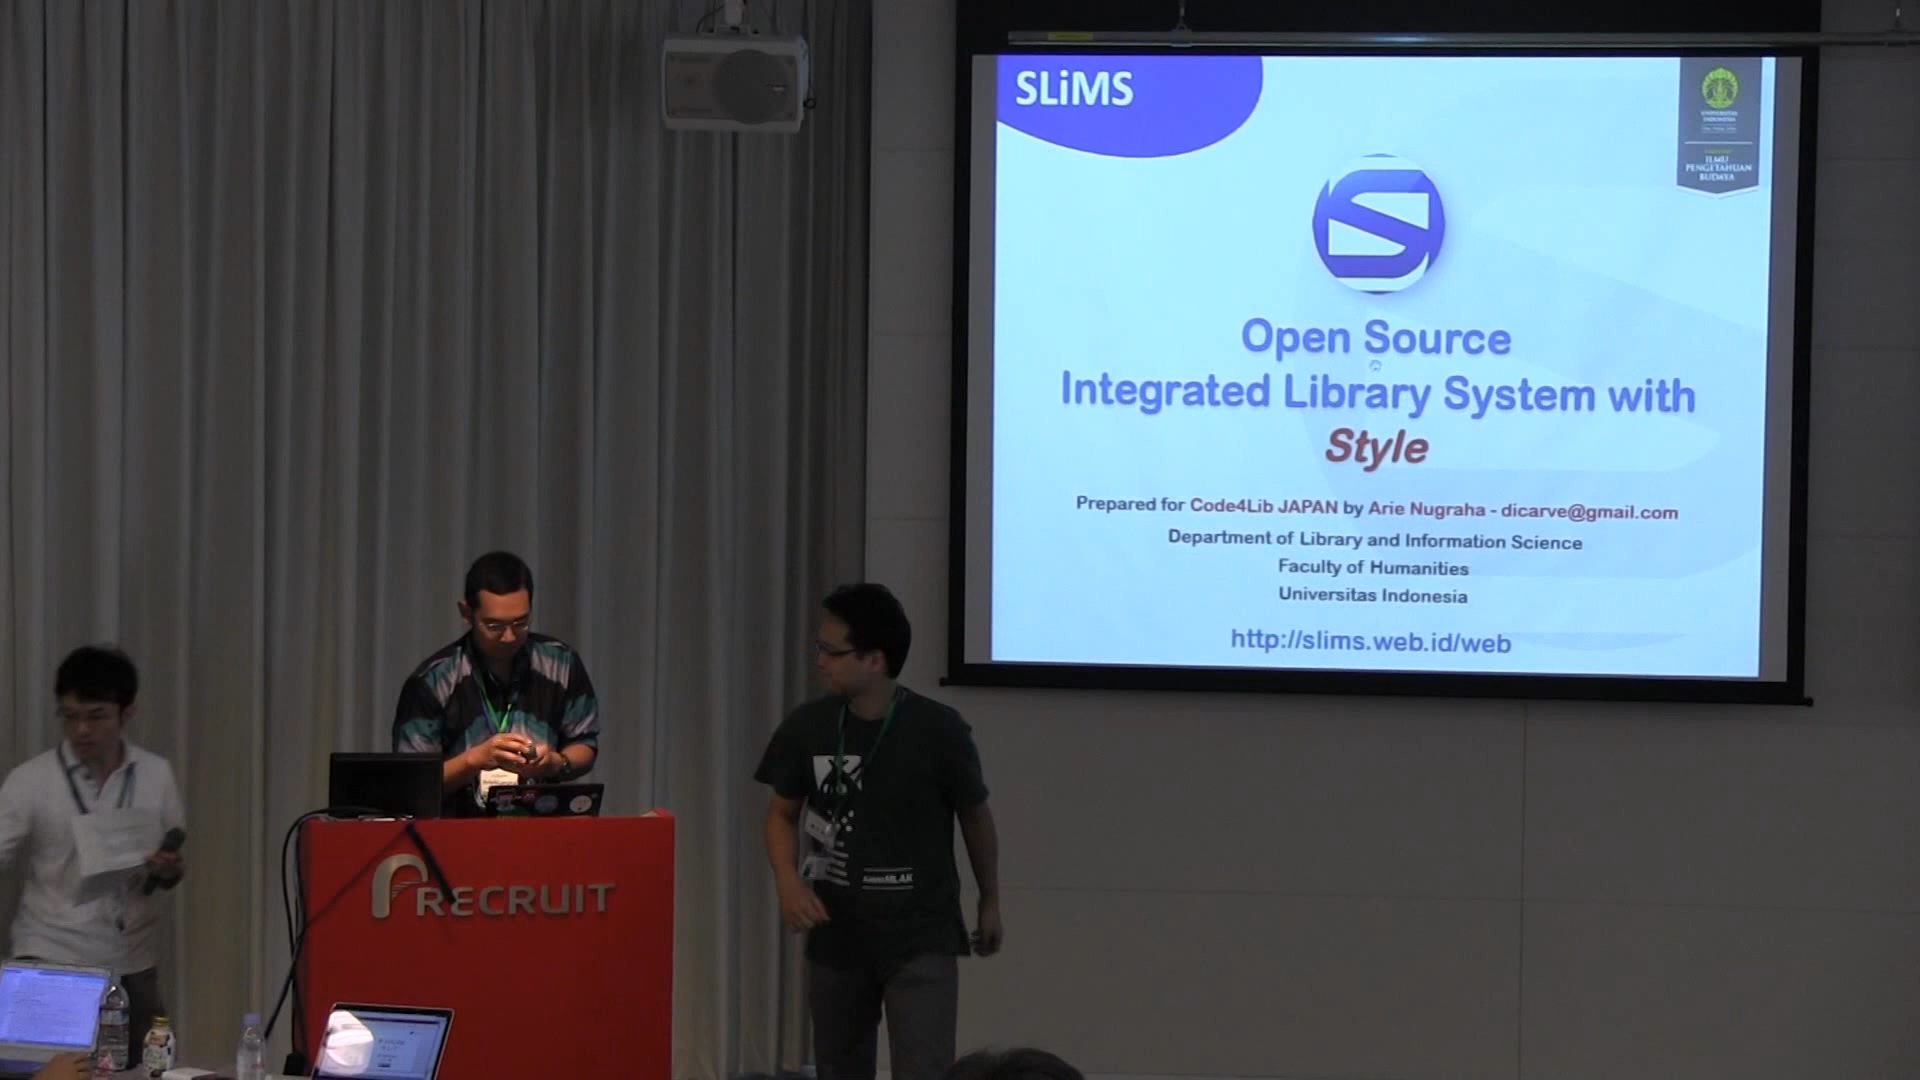 SLiMS
UNIVERSITAS
INDONESIA
ILMU
PENGETAHUAN
BUDAYA
Open Source
Integrated Library System with
Style
Prepared for Code4Lib JAPAN by Arie Nugraha - dicarve@gmail.com
Department of Library and Information Science
Faculty of Humanities
Universitas Indonesia
http://slims.web.id/web
RECRUIT